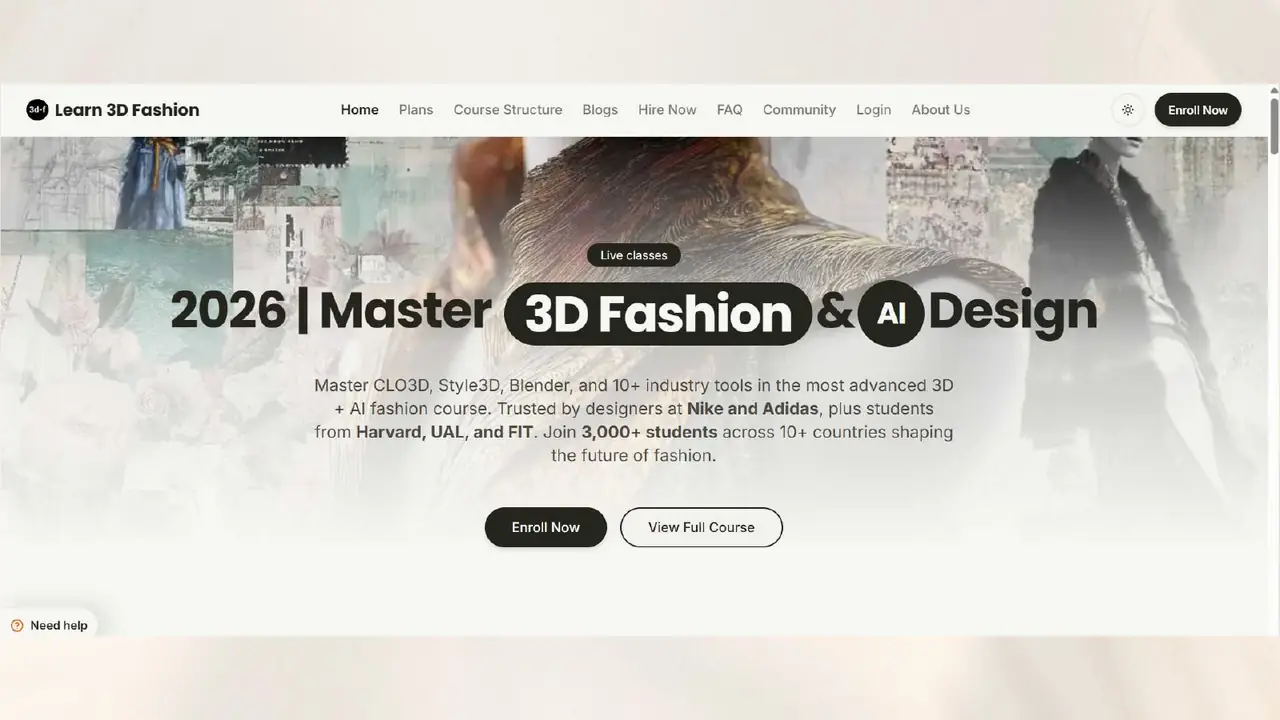 3d-f Learn 3D Fashion
Home Plans Course Structure Blogs Hire Now FAQ Community Login About Us
Enroll Now
Live classes
2026 | Master 3D Fashion & AI Design
Master CLO3D, Style3D, Blender, and 10+ industry tools in the most advanced 3D
+ AI fashion course. Trusted by designers at Nike and Adidas, plus students
from Harvard, UAL, and FIT. Join 3,000+ students across 10+ countries shaping
the future of fashion.
Enroll Now
View Full Course
Need help